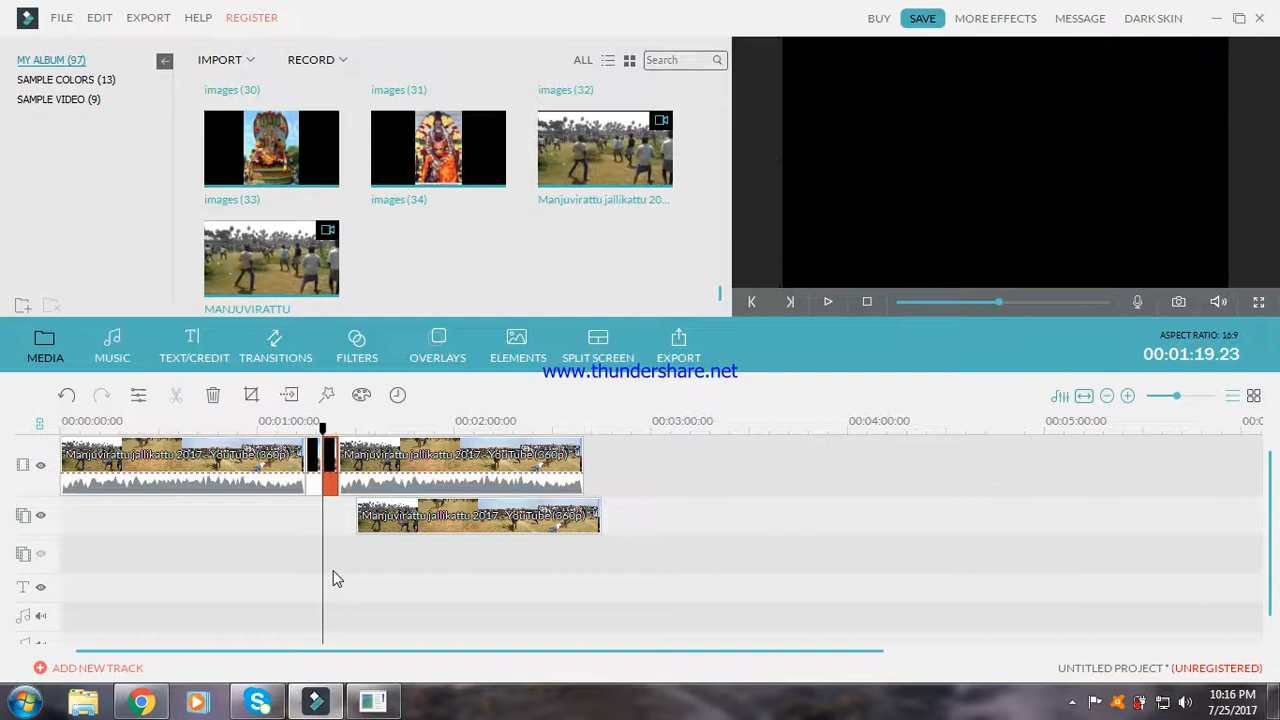 FILE EDIT EXPORT HELP REGISTER BUY SAVE MORE EFFECTS MESSAGE DARK SKIN
MY ALBUM (97) IMPORT RECORD ALL Search
SAMPLE COLORS (13)
SAMPLE VIDEO (9)
images (30) images (31) images (32)
images (33) images (34) Manjuvirattu jallikattu 20...
MANJUVIRATTU
MEDIA MUSIC TEXT/CREDIT TRANSITIONS FILTERS OVERLAYS ELEMENTS SPLIT SCREEN EXPORT
ASPECT RATIO: 16:9
00:01:19.23
www.thundershare.net
00:00:00:00 00:01:00:00 00:02:00:00 00:03:00:00 00:04:00:00 00:05:00:00 00:0
Manjuvirattu jallikattu 2017 - YouTube (360p) Manjuvirattu jallikattu 2017 - YouTube (360p)
Manjuvirattu jallikattu 2017 - YouTube (360p)
ADD NEW TRACK UNTITLED PROJECT * (UNREGISTERED)
10:16 PM
7/25/2017